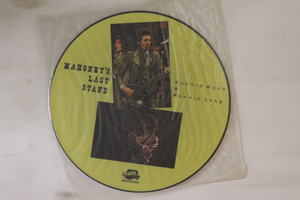 MAHONEY'S
LAST
STAND
RONNIE WOOD
&
RONNIE LANE